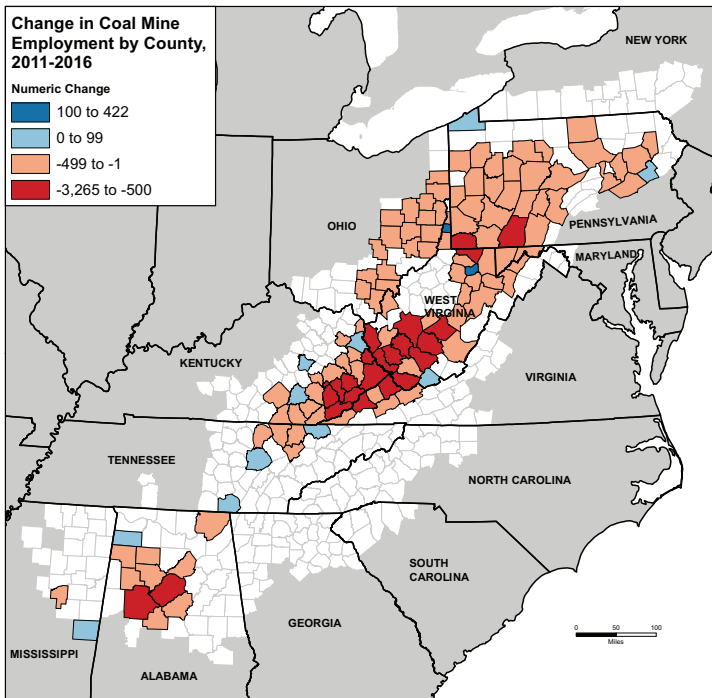 Change in Coal Mine
Employment by County,
2011-2016
Numeric Change
100 to 422
0 to 99
-499 to -1
-3,265 to -500
NEW YORK
OHIO
PENNSYLVANIA
MARYLAND
WEST
VIRGINIA
KENTUCKY
VIRGINIA
TENNESSEE
NORTH CAROLINA
SOUTH
CAROLINA
GEORGIA
MISSISSIPPI
ALABAMA
0 50 100
Miles